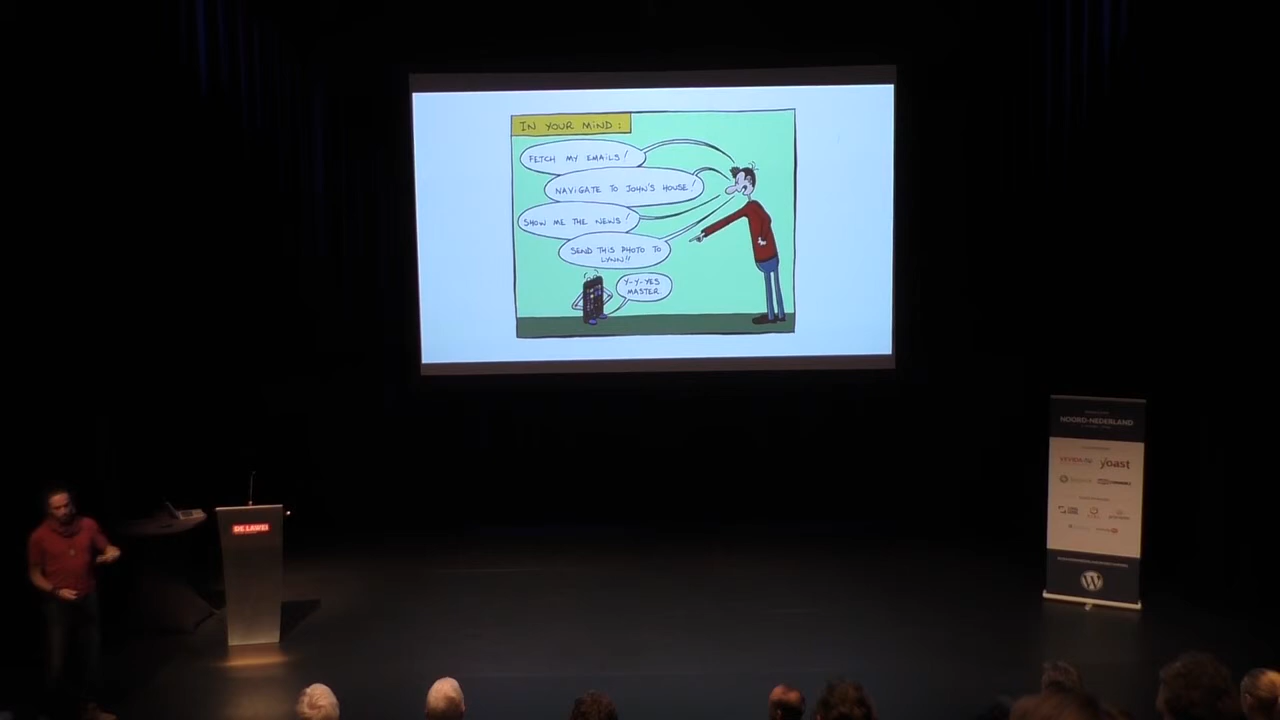 IN YOUR MIND:
FETCH MY EMAILS!
NAVIGATE TO JOHN'S HOUSE!
SHOW ME THE NEWS!
SEND THIS PHOTO TO
LYNN!!
Y-Y-YES
MASTER.
DE LAWEI
NOORD-NEDERLAND
yoast
W